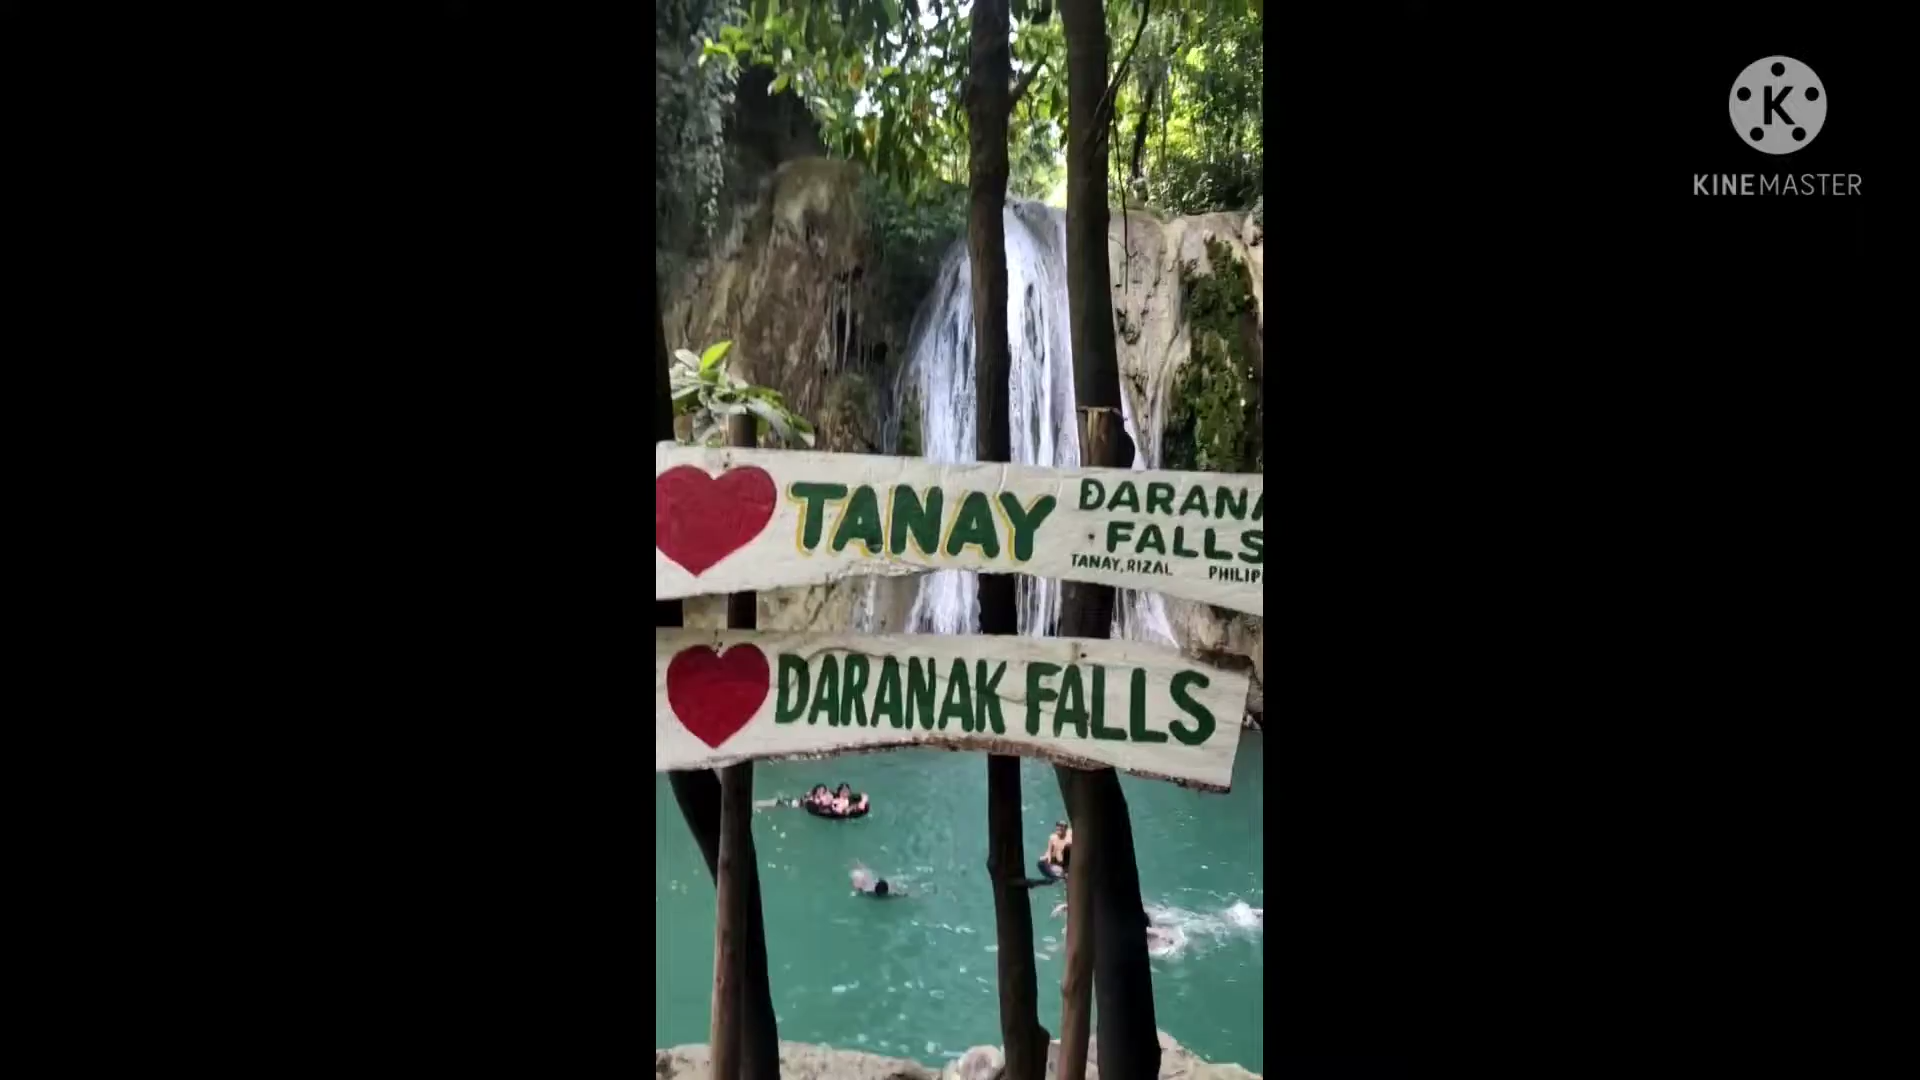 KINEMASTER
TANAY
DARANA
FALLS
TANAY, RIZAL PHILIP
DARANAK FALLS